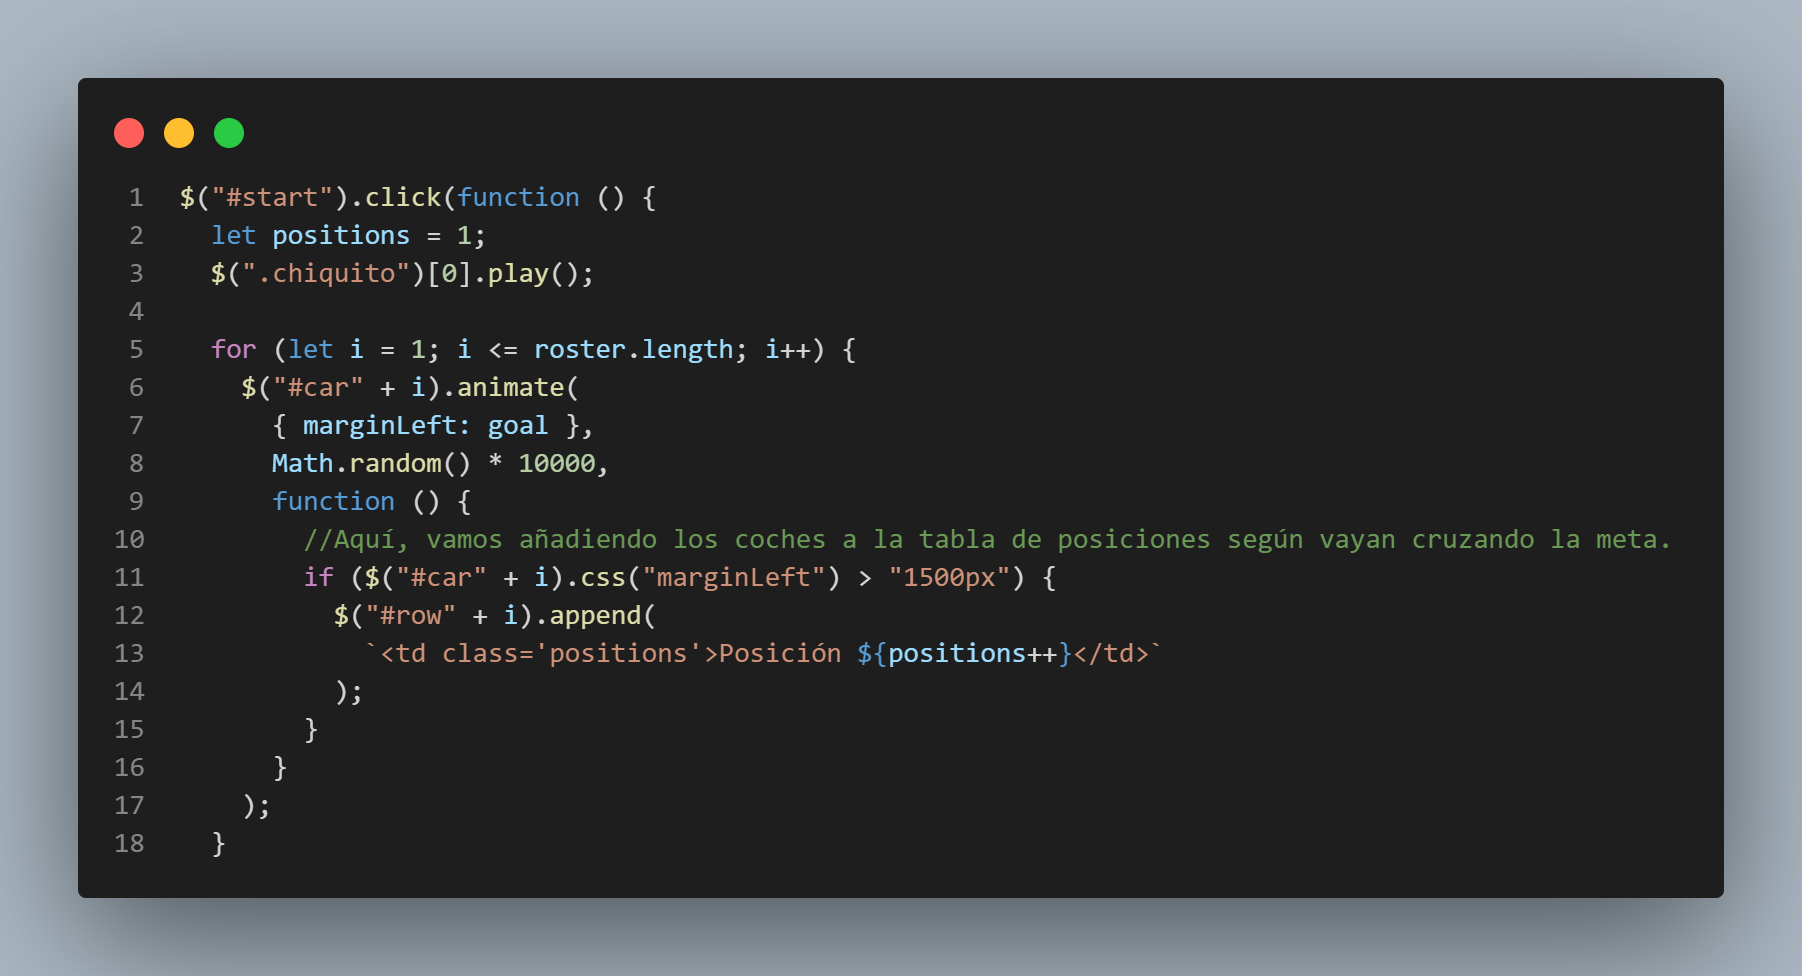 1 $("#start").click(function () {
2   let positions = 1;
3   $(".chiquito")[0].play();
4
5   for (let i = 1; i <= roster.length; i++) {
6     $("#car" + i).animate(
7       { marginLeft: goal },
8       Math.random() * 10000,
9       function () {
10         //Aquí, vamos añadiendo los coches a la tabla de posiciones según vayan cruzando la meta.
11         if ($("#car" + i).css("marginLeft") > "1500px") {
12           $("#row" + i).append(
13             `<td class='positions'>Posición ${positions++}</td>`
14           );
15         }
16       }
17     );
18   }